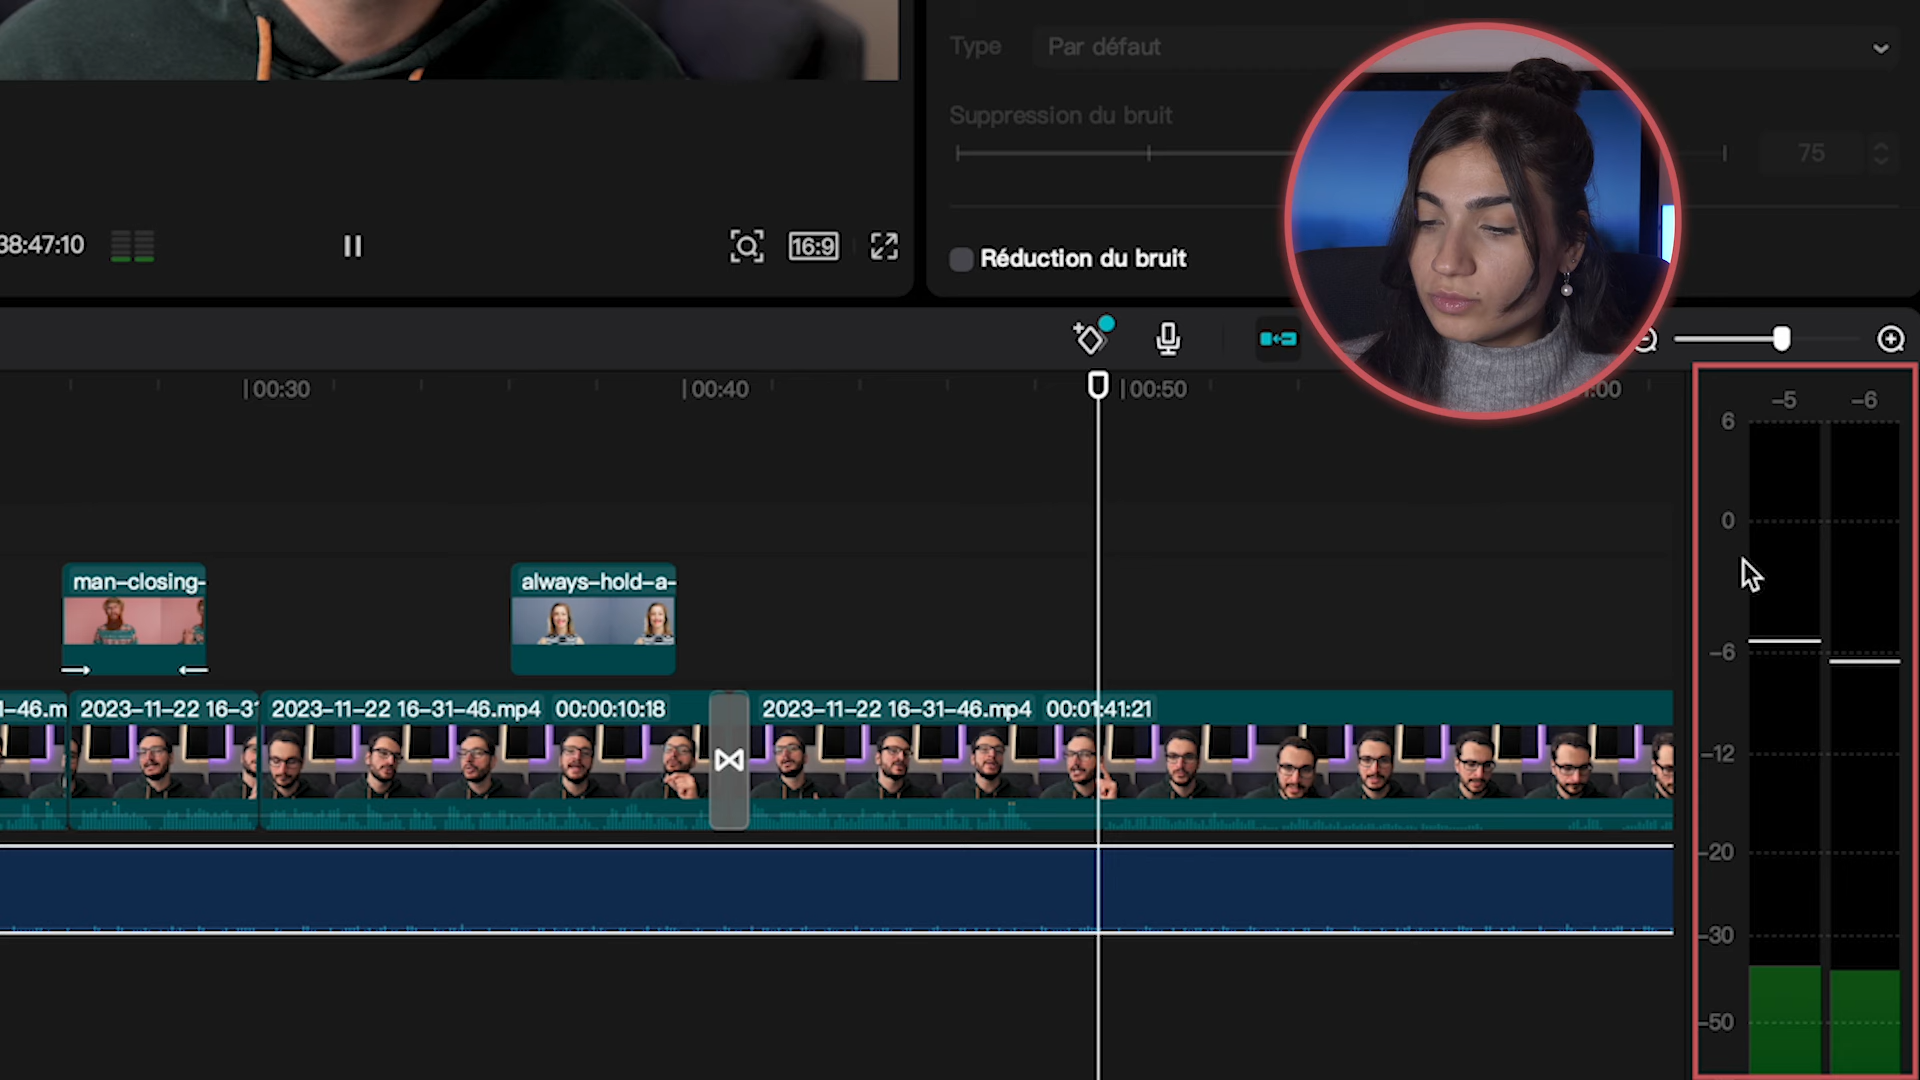 Type
Par défaut
Suppression du bruit
75
38:47:10
16:9
Réduction du bruit
00:30
00:40
00:50
:00
-5
-6
6
0
-6
-12
-20
-30
-50
man-closing-
always-hold-a-
-46.m
2023-11-22 16-3
2023-11-22 16-31-46.mp4 00:00:10:18
2023-11-22 16-31-46.mp4 00:01:41:21